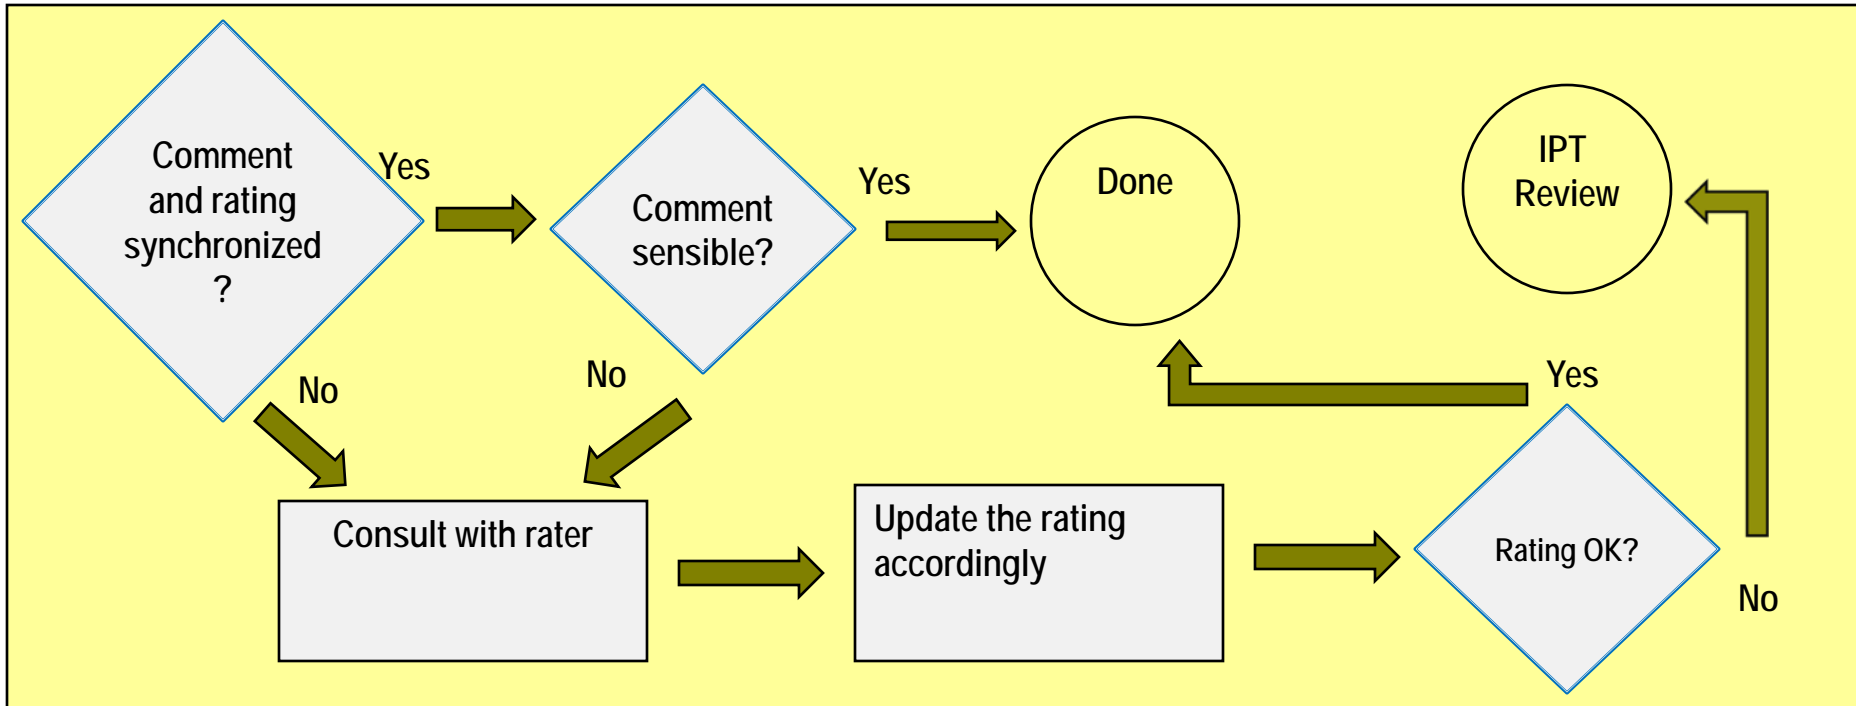 Comment
and rating
synchronized
?
Yes
Comment
sensible?
Yes
Done
IPT
Review
No
No
Yes
Consult with rater
Update the rating
accordingly
Rating OK?
No